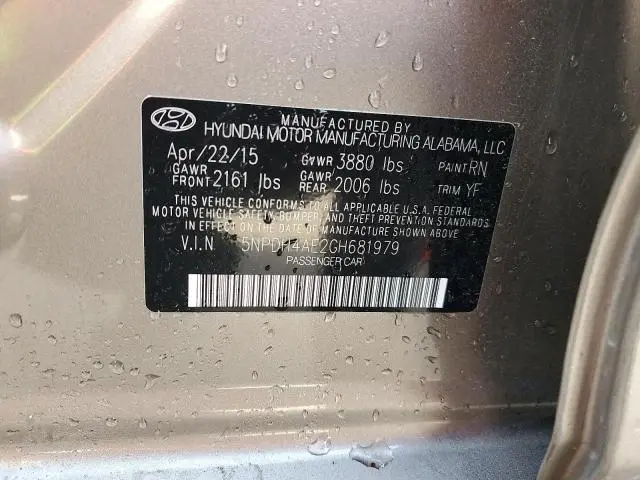 MANUFACTURED BY
HYUNDAI MOTOR MANUFACTURING ALABAMA, LLC
Apr/22/15 GVWR 3880 lbs PAINT RN
GAWR FRONT 2161 lbs GAWR REAR 2006 lbs TRIM YF
THIS VEHICLE CONFORMS TO ALL APPLICABLE U.S.A. FEDERAL
MOTOR VEHICLE SAFETY, BUMPER, AND THEFT PREVENTION
STANDARDS IN EFFECT ON THE DATE OF MANUFACTURE SHOWN ABOVE.
V.I.N 5NPDH4AE2GH681979
PASSENGER CAR